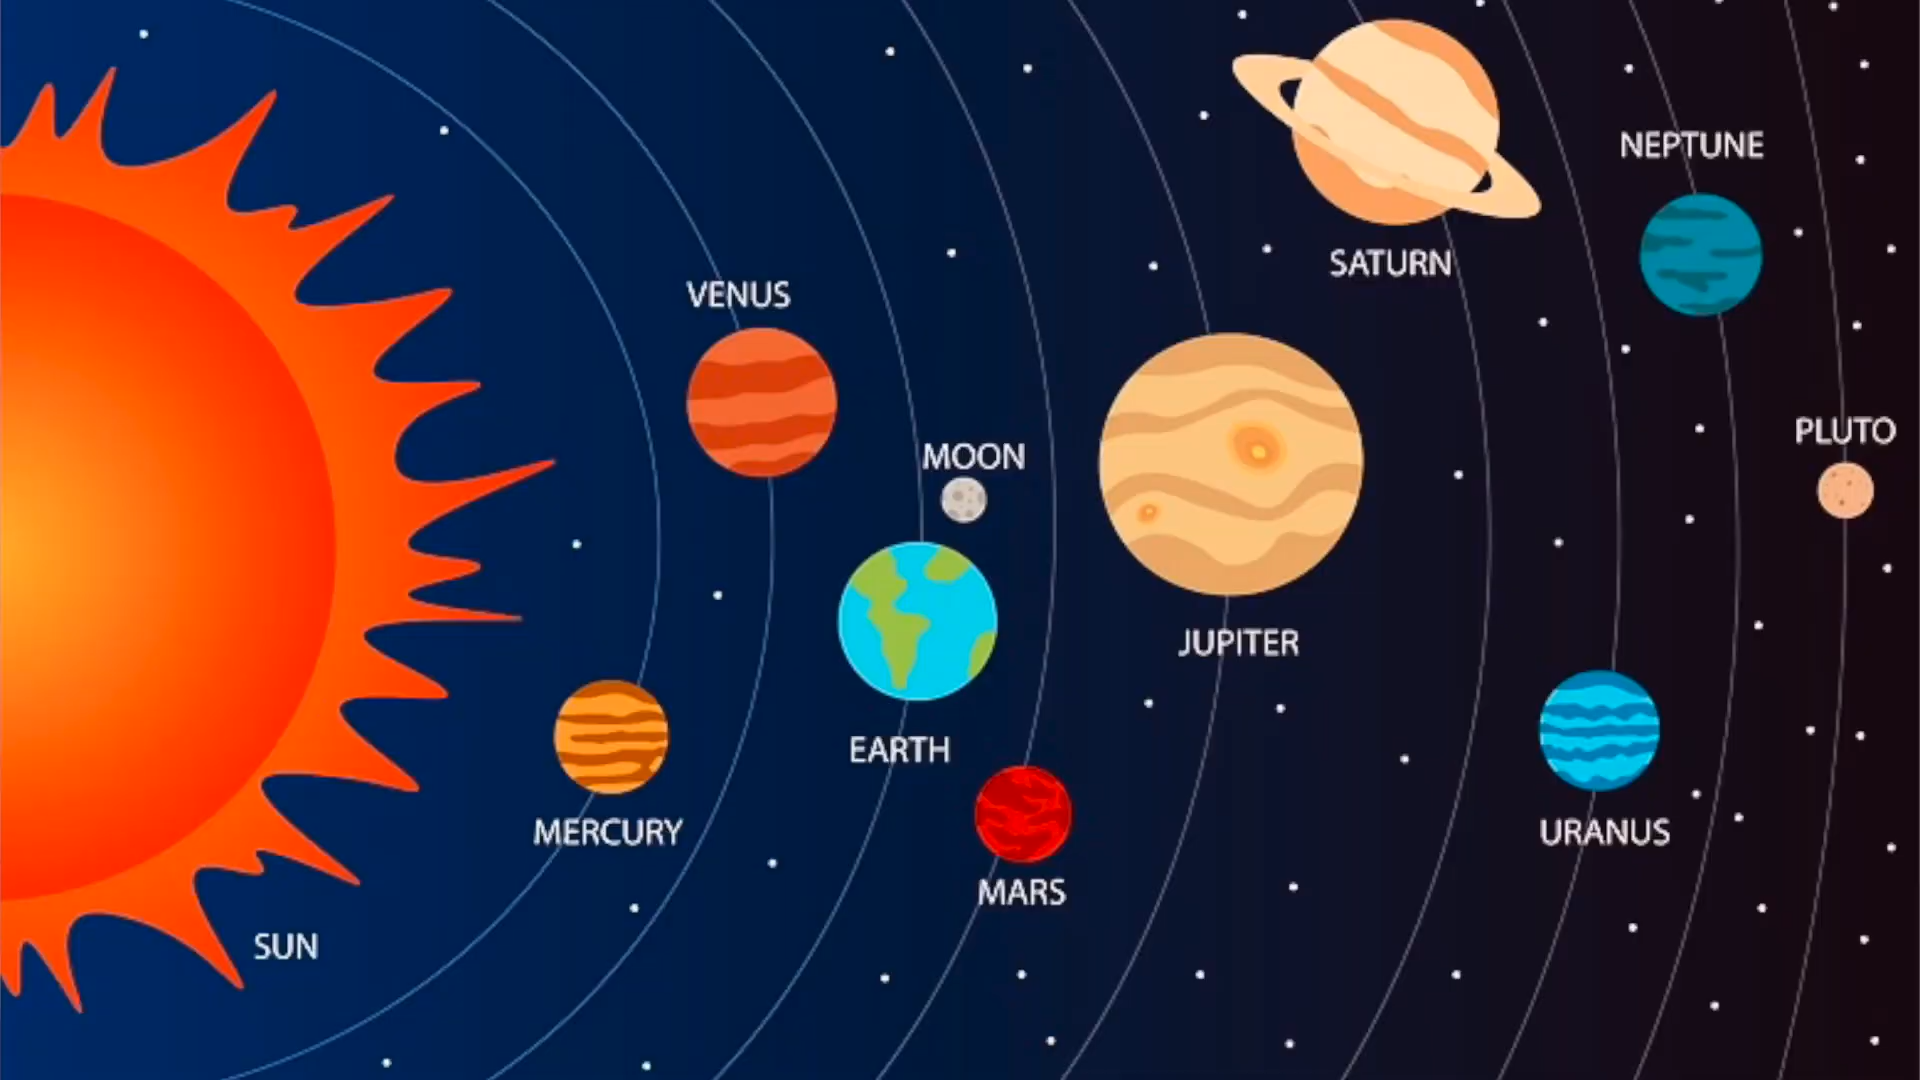 NEPTUNE
SATURN
VENUS
PLUTO
MOON
JUPITER
EARTH
MERCURY
URANUS
MARS
SUN